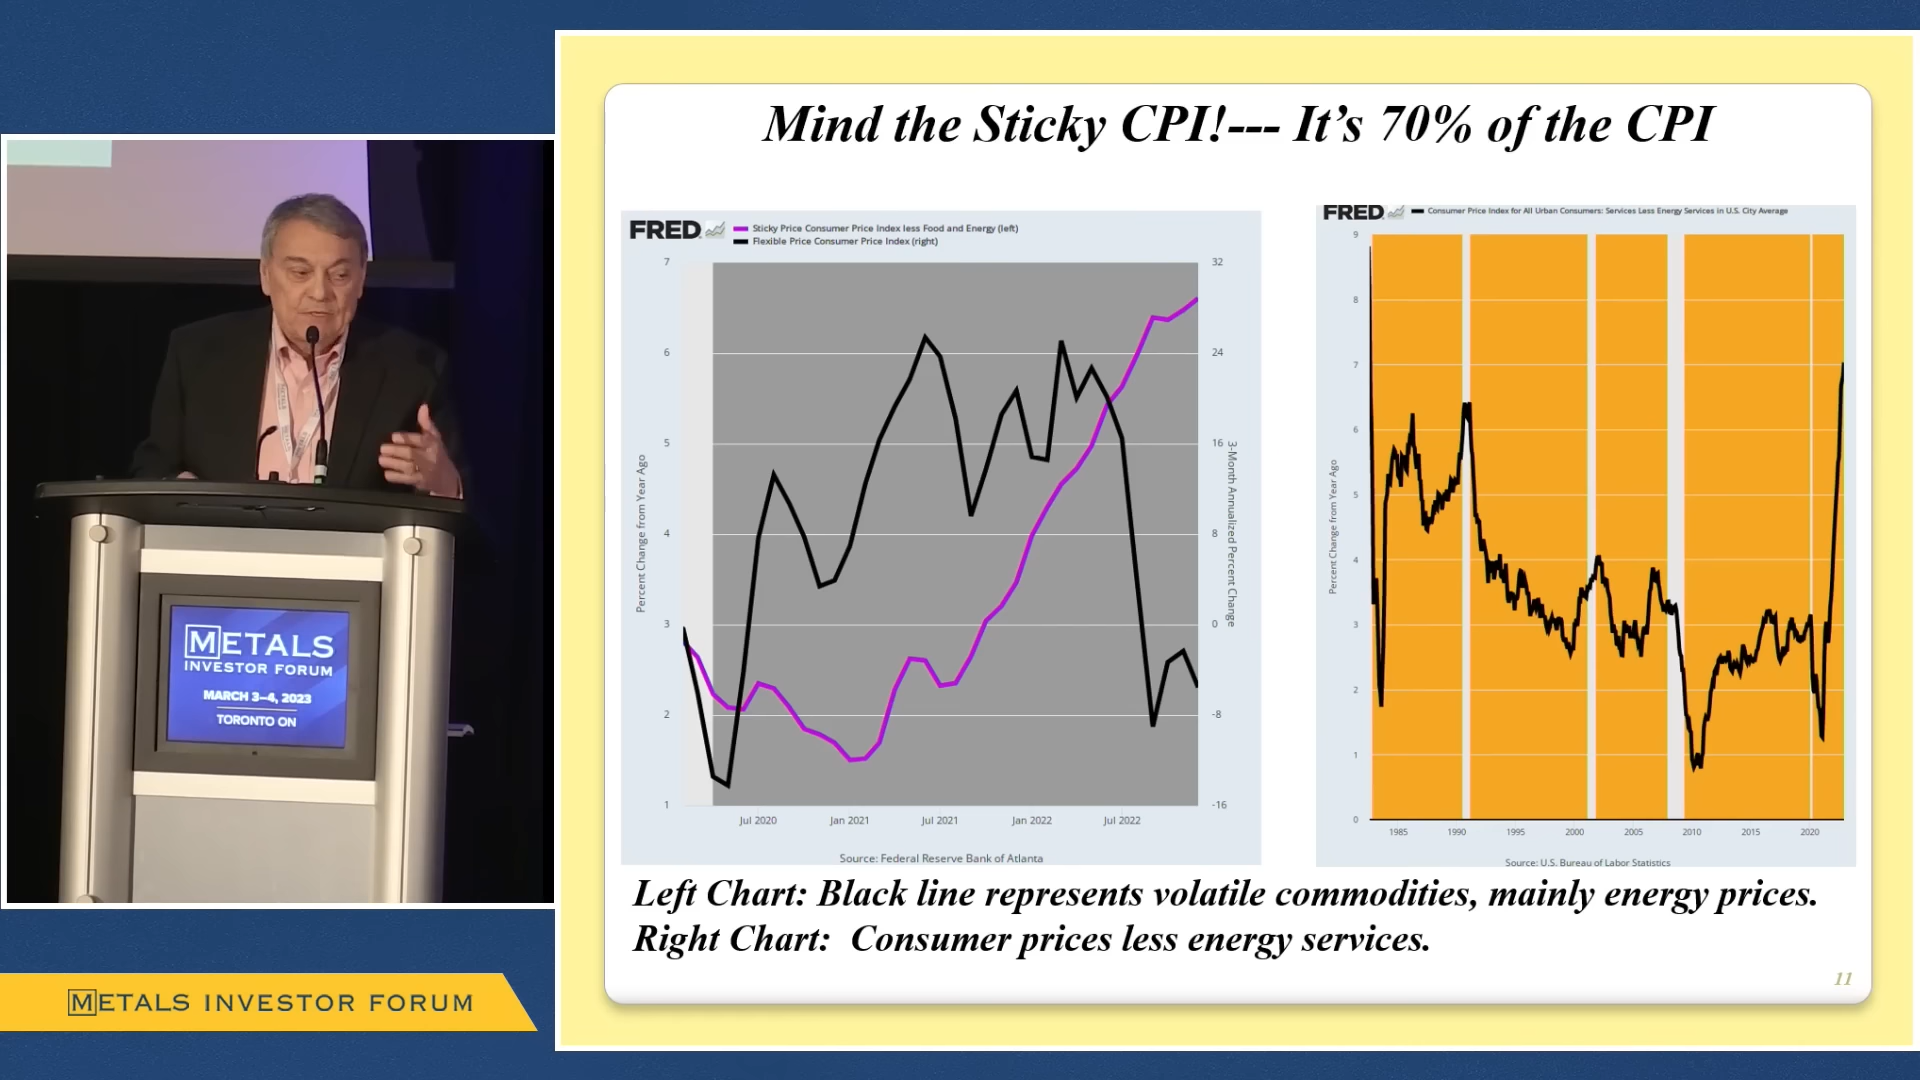 Mind the Sticky CPI!--- It's 70% of the CPI
FRED
Sticky Price Consumer Price Index less Food and Energy (left)
Flexible Price Consumer Price Index (right)
7
6
5
4
3
2
1
Percent Change from Year Ago
32
24
16
8
0
-8
-16
3-Month Annualized Percent Change
Jul 2020 Jan 2021 Jul 2021 Jan 2022 Jul 2022
Source: Federal Reserve Bank of Atlanta
FRED
Consumer Price Index for All Urban Consumers: Services Less Energy Services in U.S. City Average
9
8
7
6
5
4
3
2
1
0
Percent Change from Year Ago
1985 1990 1995 2000 2005 2010 2015 2020
Source: U.S. Bureau of Labor Statistics
Left Chart: Black line represents volatile commodities, mainly energy prices.
Right Chart: Consumer prices less energy services.
11
METALS
INVESTOR FORUM
MARCH 3–4, 2023
TORONTO ON
METALS INVESTOR FORUM